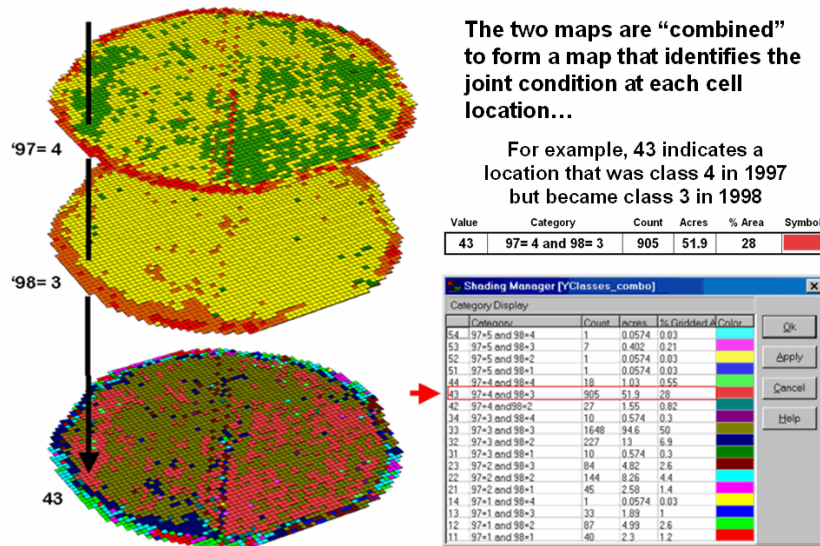 The two maps are “combined”
to form a map that identifies the
joint condition at each cell
location…
For example, 43 indicates a
location that was class 4 in 1997
but became class 3 in 1998
Value Category Count Acres % Area Symbol
43 97= 4 and 98= 3 905 51.9 28
‘97= 4
‘98= 3
43
Shading Manager [YClasses_combo]
Category Display
Category Count acres % Gridded A Color
54 97=5 and 98=4 1 0.0574 0.03
53 97=5 and 98=3 7 0.402 0.21
52 97=5 and 98=2 1 0.0574 0.03
51 97=5 and 98=1 1 0.0574 0.03
44 97=4 and 98=4 18 1.03 0.55
43 97=4 and 98=3 905 51.9 28
42 97=4 and98=2 27 1.55 0.82
34 97=3 and 98=4 10 0.574 0.3
33 97=3 and 98=3 1648 94.6 50
32 97=3 and 98=2 227 13 6.9
31 97=3 and 98=1 10 0.574 0.3
23 97=2 and 98=3 84 4.82 2.6
22 97=2 and 98=2 144 8.26 4.4
21 97=2 and 98=1 45 2.58 1.4
14 97=1 and 98=4 1 0.0574 0.03
13 97=1 and 98=3 33 1.89 1
12 97=1 and 98=2 87 4.99 2.6
11 97=1 and 98=1 40 2.3 1.2
Ok
Apply
Cancel
Help